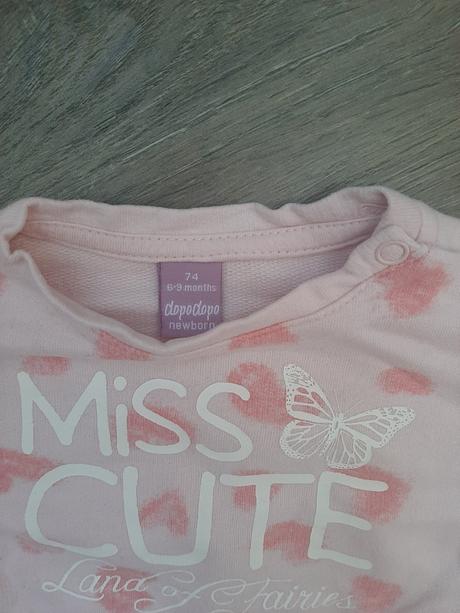 74
6-9 months
dopodopo
newborn
MiSS
CUTE
Land of Fairies